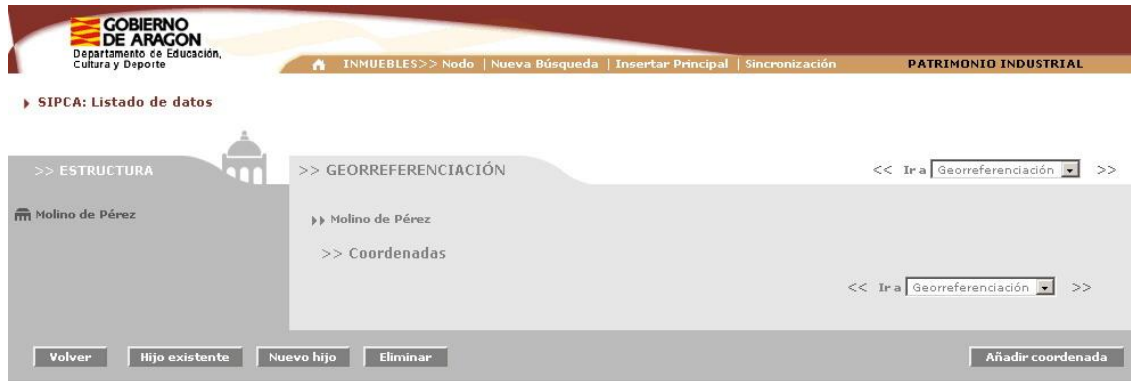 GOBIERNO
DE ARAGON
Departamento de Educación,
Cultura y Deporte
INMUEBLES>> Nodo | Nueva Búsqueda | Insertar Principal | Sincronización
PATRIMONIO INDUSTRIAL
SIPCA: Listado de datos
>> ESTRUCTURA
>> GEORREFERENCIACIÓN
<< Ir a Georreferenciación >>
Molino de Pérez
Molino de Pérez
>> Coordenadas
<< Ir a Georreferenciación >>
Volver Hijo existente Nuevo hijo Eliminar Añadir coordenada